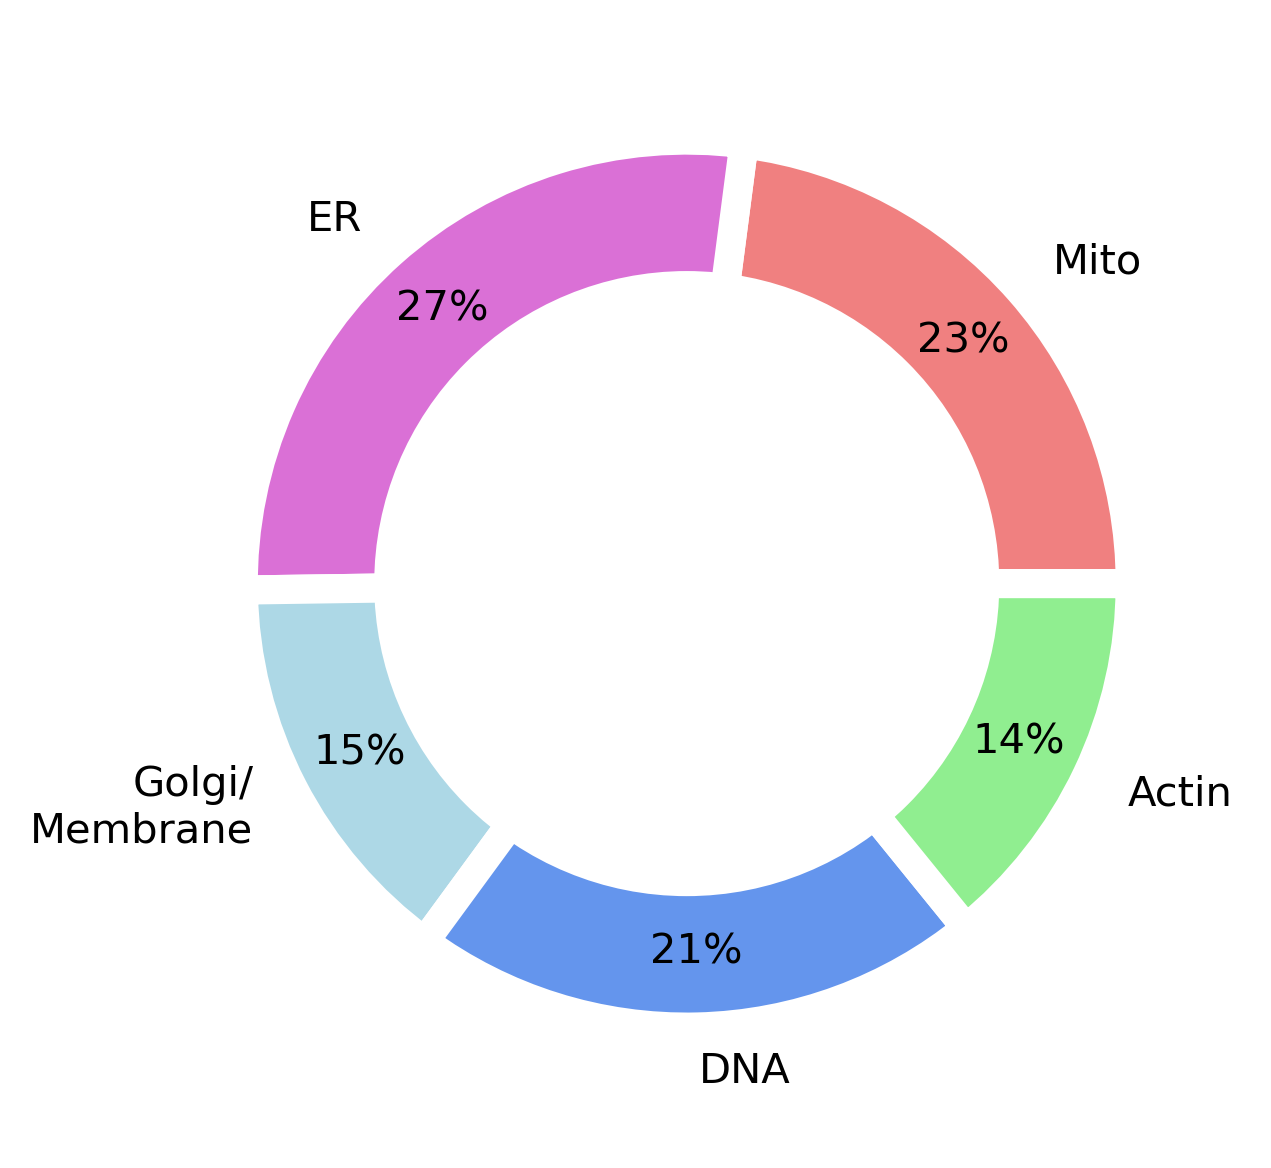 ER
Mito
27%
23%
14%
15%
Golgi/
Membrane
Actin
21%
DNA